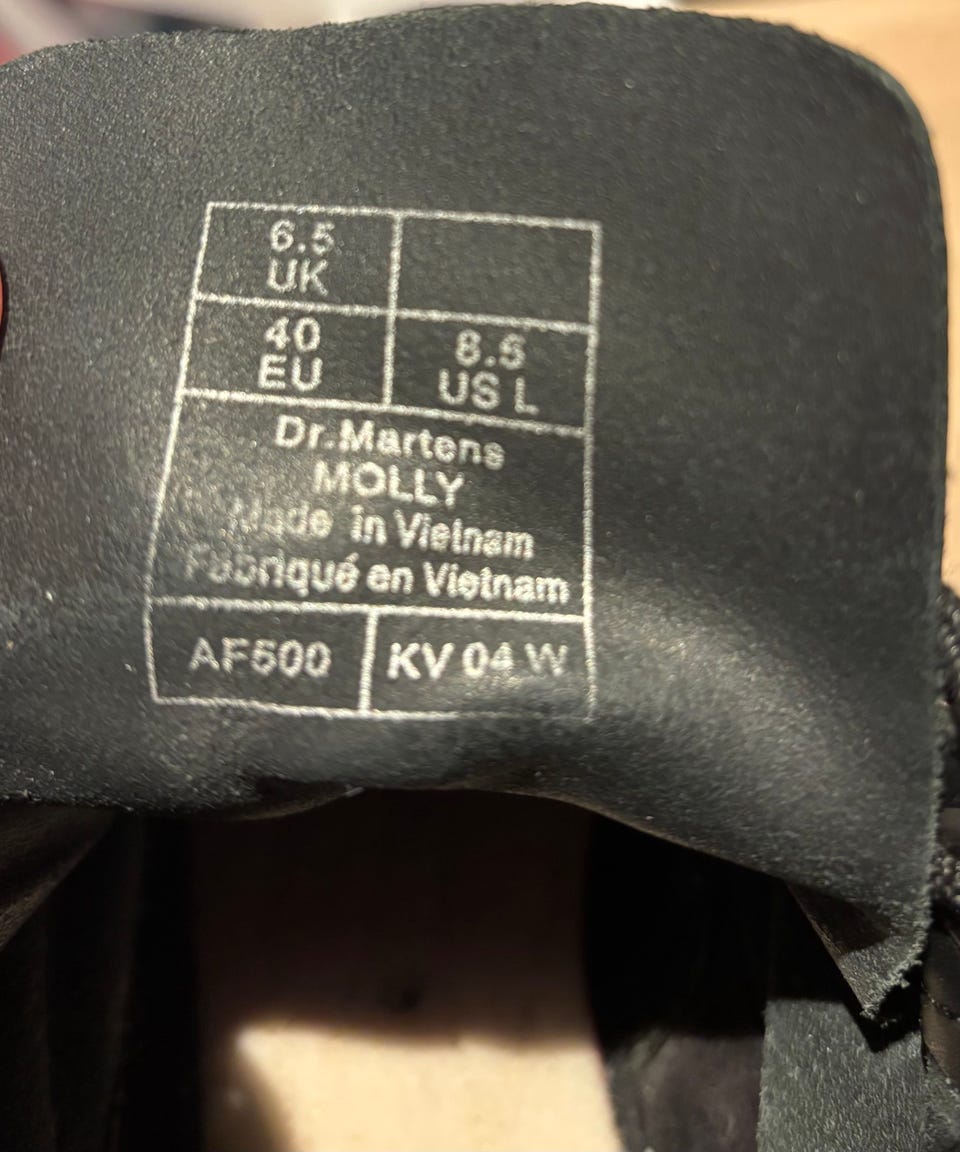 6.5
UK
40
EU
8.5
US L
Dr.Martens
MOLLY
Made in Vietnam
Fabriqué en Vietnam
AF500
KV 04 W